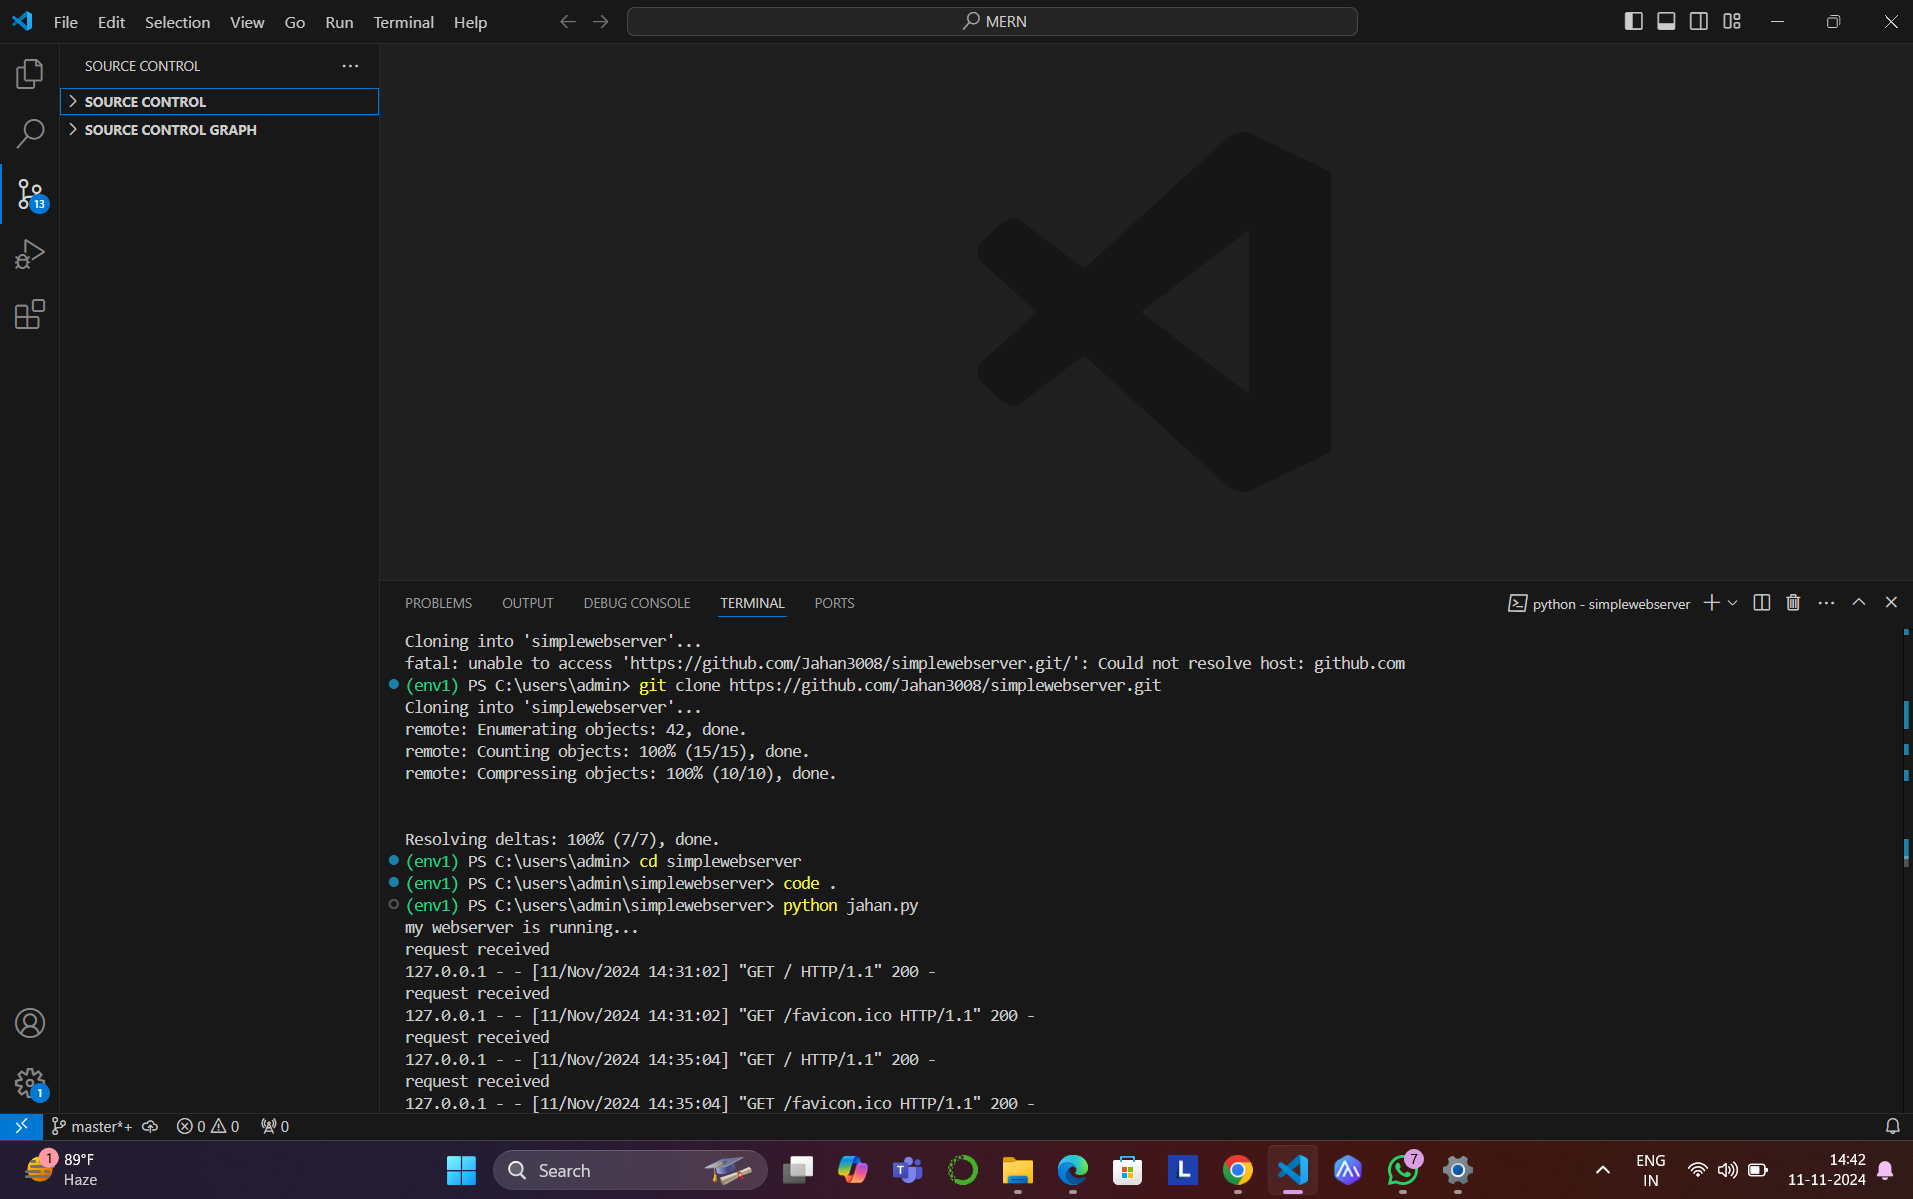 File Edit Selection View Go Run Terminal Help
MERN
SOURCE CONTROL
SOURCE CONTROL
SOURCE CONTROL GRAPH
13
PROBLEMS OUTPUT DEBUG CONSOLE TERMINAL PORTS
python - simplewebserver
Cloning into 'simplewebserver'...
fatal: unable to access 'https://github.com/Jahan3008/simplewebserver.git/': Could not resolve host: github.com
(env1) PS C:\users\admin> git clone https://github.com/Jahan3008/simplewebserver.git
Cloning into 'simplewebserver'...
remote: Enumerating objects: 42, done.
remote: Counting objects: 100% (15/15), done.
remote: Compressing objects: 100% (10/10), done.
Resolving deltas: 100% (7/7), done.
(env1) PS C:\users\admin> cd simplewebserver
(env1) PS C:\users\admin\simplewebserver> code .
(env1) PS C:\users\admin\simplewebserver> python jahan.py
my webserver is running...
request received
127.0.0.1 - - [11/Nov/2024 14:31:02] "GET / HTTP/1.1" 200 -
request received
127.0.0.1 - - [11/Nov/2024 14:31:02] "GET /favicon.ico HTTP/1.1" 200 -
request received
127.0.0.1 - - [11/Nov/2024 14:35:04] "GET / HTTP/1.1" 200 -
request received
127.0.0.1 - - [11/Nov/2024 14:35:04] "GET /favicon.ico HTTP/1.1" 200 -
1
master*+ 0 0 0
1
89°F
Haze
Search
L
7
ENG
IN
14:42
11-11-2024